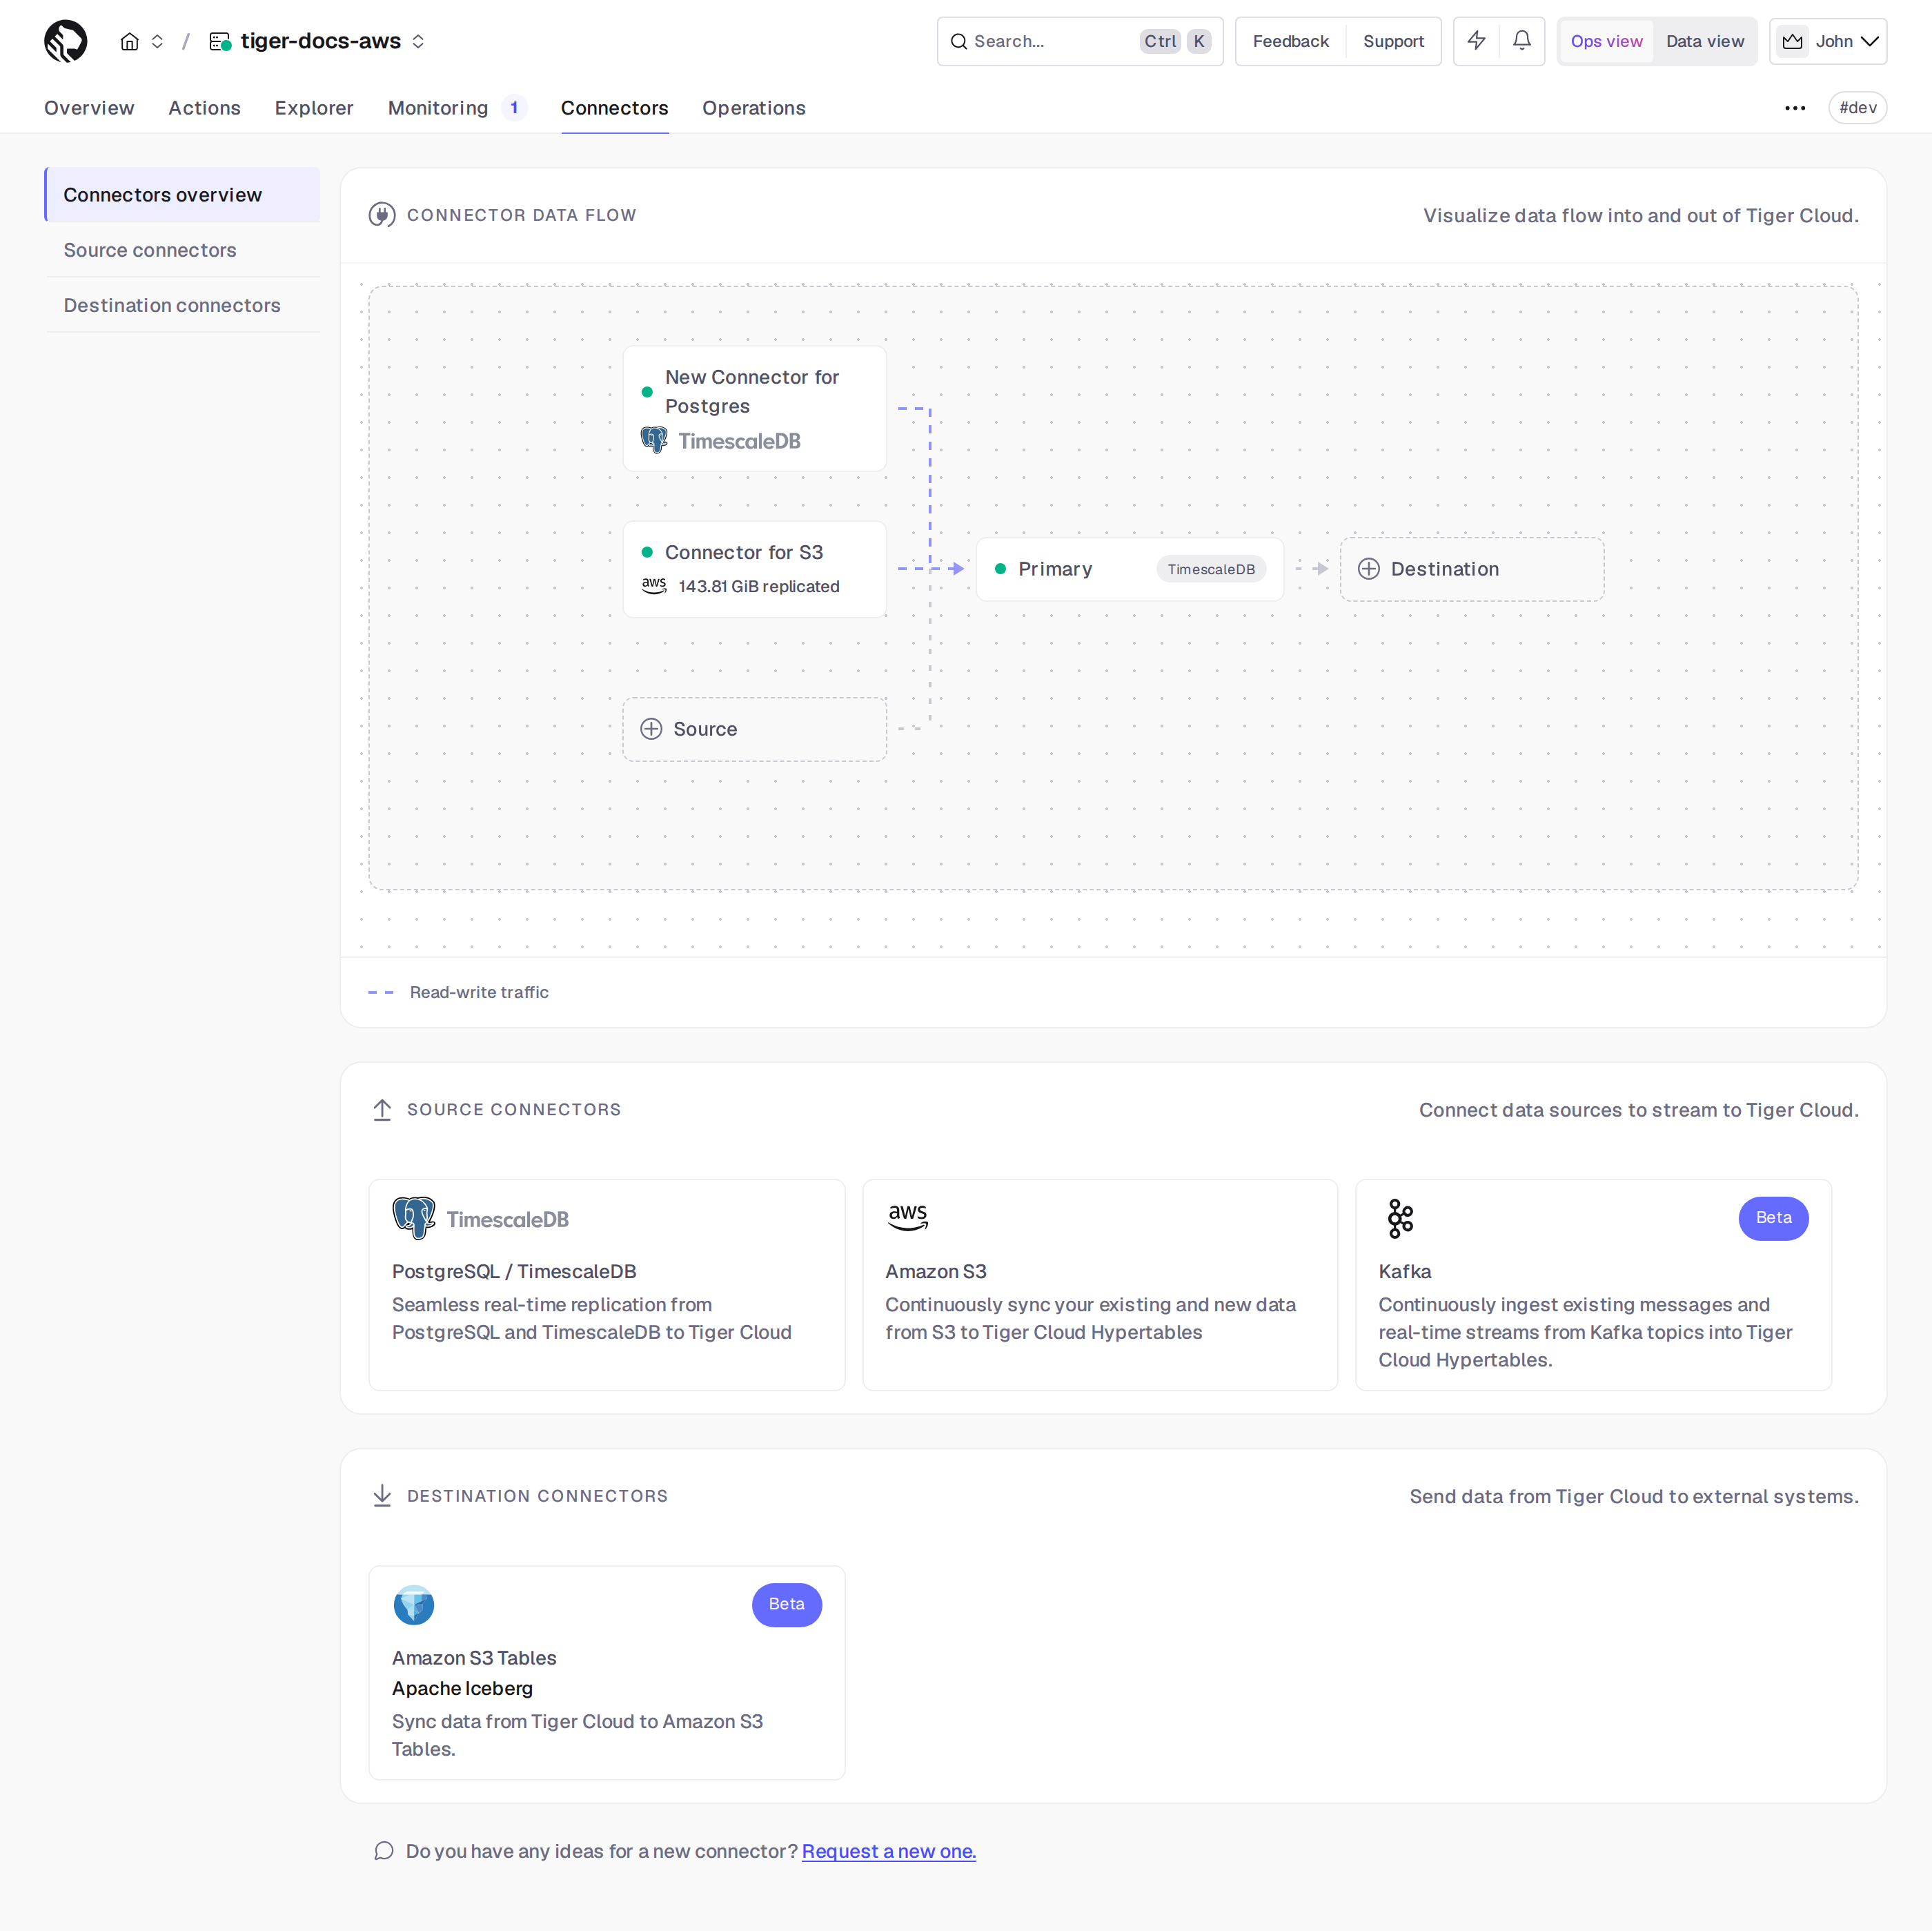 / tiger-docs-aws
Search... Ctrl K
Feedback Support
Ops view Data view
John
Overview Actions Explorer Monitoring 1 Connectors Operations
#dev
Connectors overview
Source connectors
Destination connectors
CONNECTOR DATA FLOW
Visualize data flow into and out of Tiger Cloud.
New Connector for
Postgres
TimescaleDB
Connector for S3
aws 143.81 GiB replicated
Source
Primary TimescaleDB
Destination
Read-write traffic
SOURCE CONNECTORS
Connect data sources to stream to Tiger Cloud.
TimescaleDB
PostgreSQL / TimescaleDB
Seamless real-time replication from
PostgreSQL and TimescaleDB to Tiger Cloud
aws
Amazon S3
Continuously sync your existing and new data
from S3 to Tiger Cloud Hypertables
Beta
Kafka
Continuously ingest existing messages and
real-time streams from Kafka topics into Tiger
Cloud Hypertables.
DESTINATION CONNECTORS
Send data from Tiger Cloud to external systems.
Beta
Amazon S3 Tables
Apache Iceberg
Sync data from Tiger Cloud to Amazon S3
Tables.
Do you have any ideas for a new connector? Request a new one.